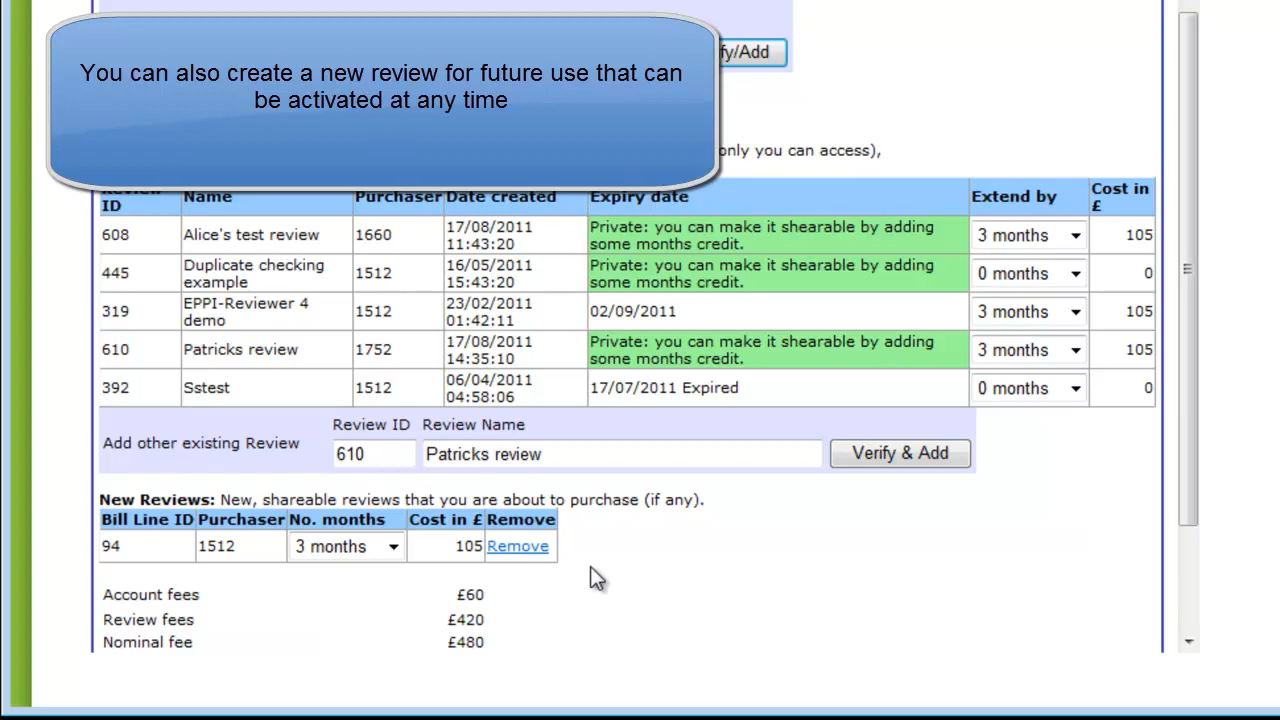 You can also create a new review for future use that can
be activated at any time
fy/Add
only you can access),
Review ID Name Purchaser Date created Expiry date Extend by Cost in £
608 Alice's test review 1660 17/08/2011 11:43:20 Private: you can make it shearable by adding some months credit. 3 months 105
445 Duplicate checking example 1512 16/05/2011 15:43:20 Private: you can make it shearable by adding some months credit. 0 months 0
319 EPPI-Reviewer 4 demo 1512 23/02/2011 01:42:11 02/09/2011 3 months 105
610 Patricks review 1752 17/08/2011 14:35:10 Private: you can make it shearable by adding some months credit. 3 months 105
392 Sstest 1512 06/04/2011 04:58:06 17/07/2011 Expired 0 months 0
Review ID Review Name
Add other existing Review 610 Patricks review Verify & Add
New Reviews: New, shareable reviews that you are about to purchase (if any).
Bill Line ID Purchaser No. months Cost in £ Remove
94 1512 3 months 105 Remove
Account fees £60
Review fees £420
Nominal fee £480